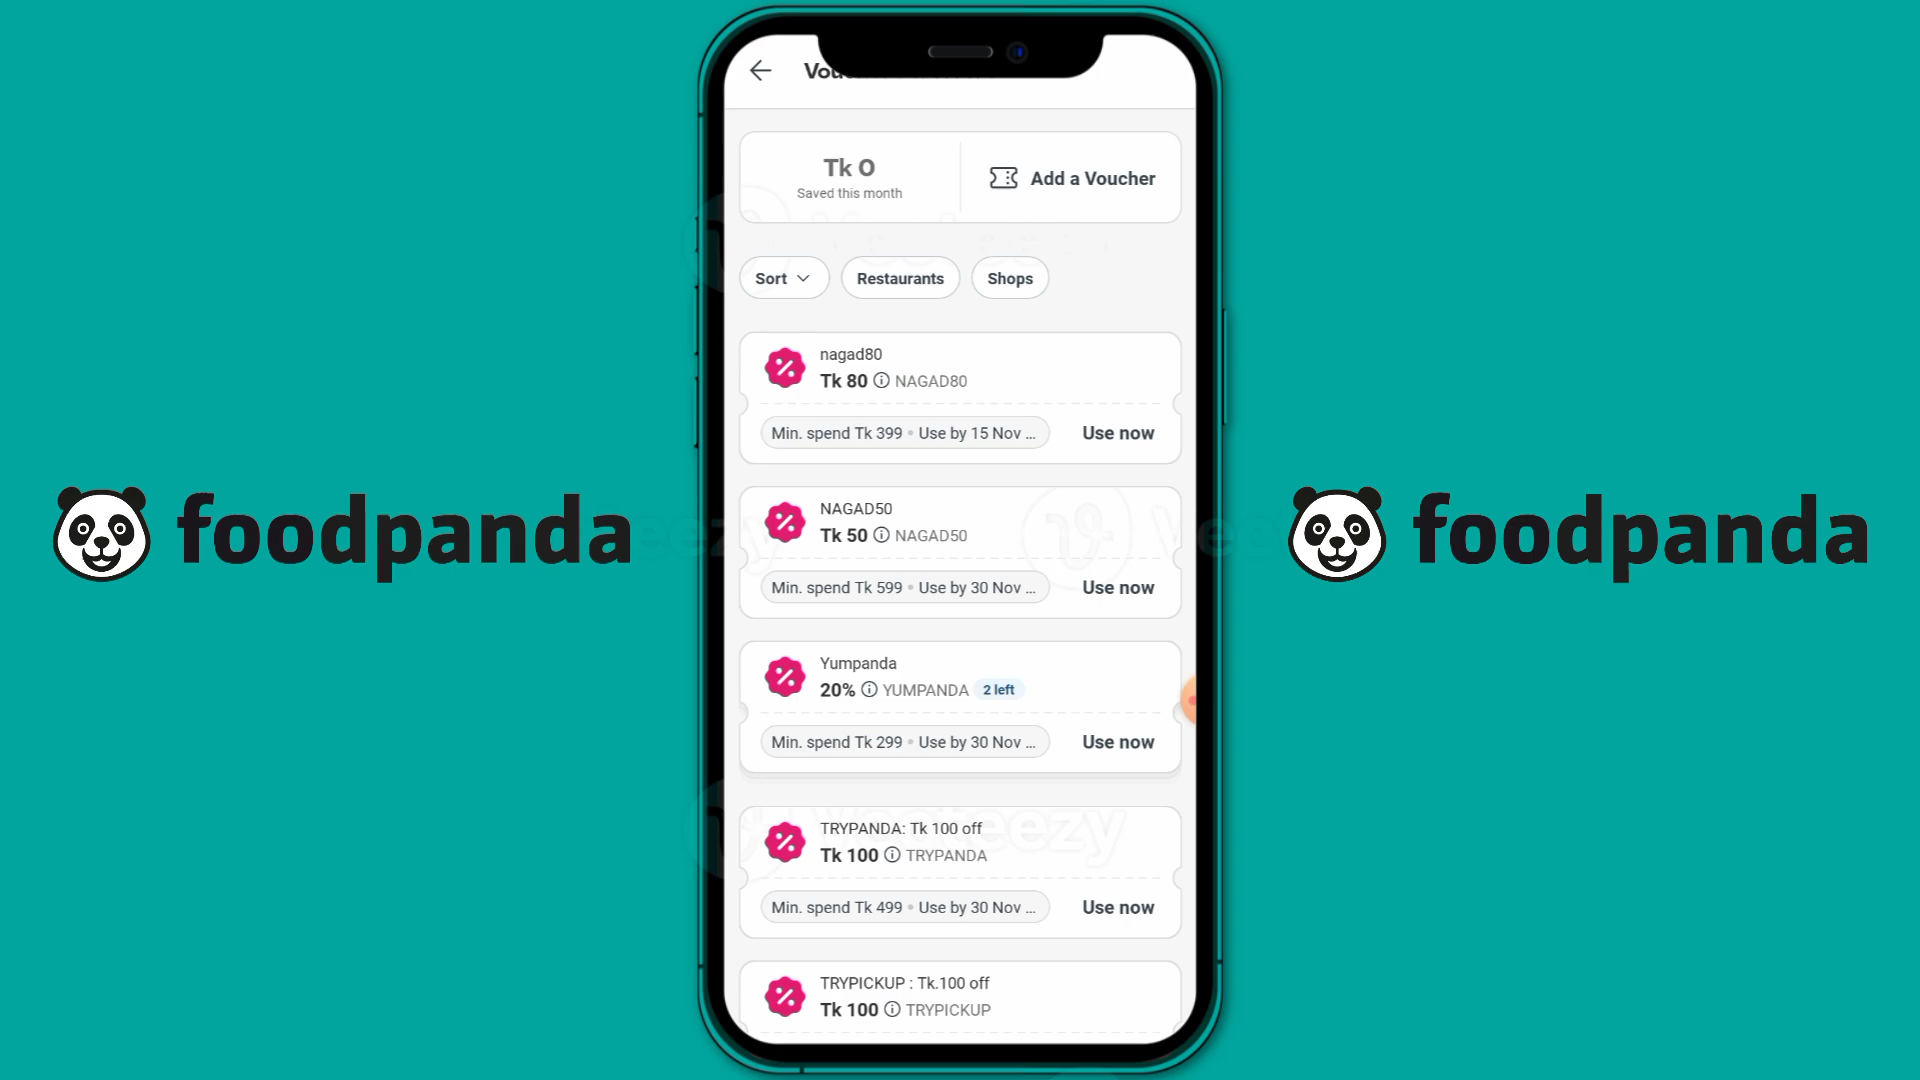 Tk 0
Saved this month
Add a Voucher
Sort
Restaurants
Shops
nagad80
Tk 80 NAGAD80
Min. spend Tk 399 • Use by 15 Nov ...
Use now
NAGAD50
Tk 50 NAGAD50
Min. spend Tk 599 • Use by 30 Nov ...
Use now
Yumpanda
20% YUMPANDA 2 left
Min. spend Tk 299 • Use by 30 Nov ...
Use now
TRYPANDA: Tk 100 off
Tk 100 TRYPANDA
Min. spend Tk 499 • Use by 30 Nov ...
Use now
TRYPICKUP : Tk.100 off
Tk 100 TRYPICKUP
foodpanda
foodpanda
Vecteezy